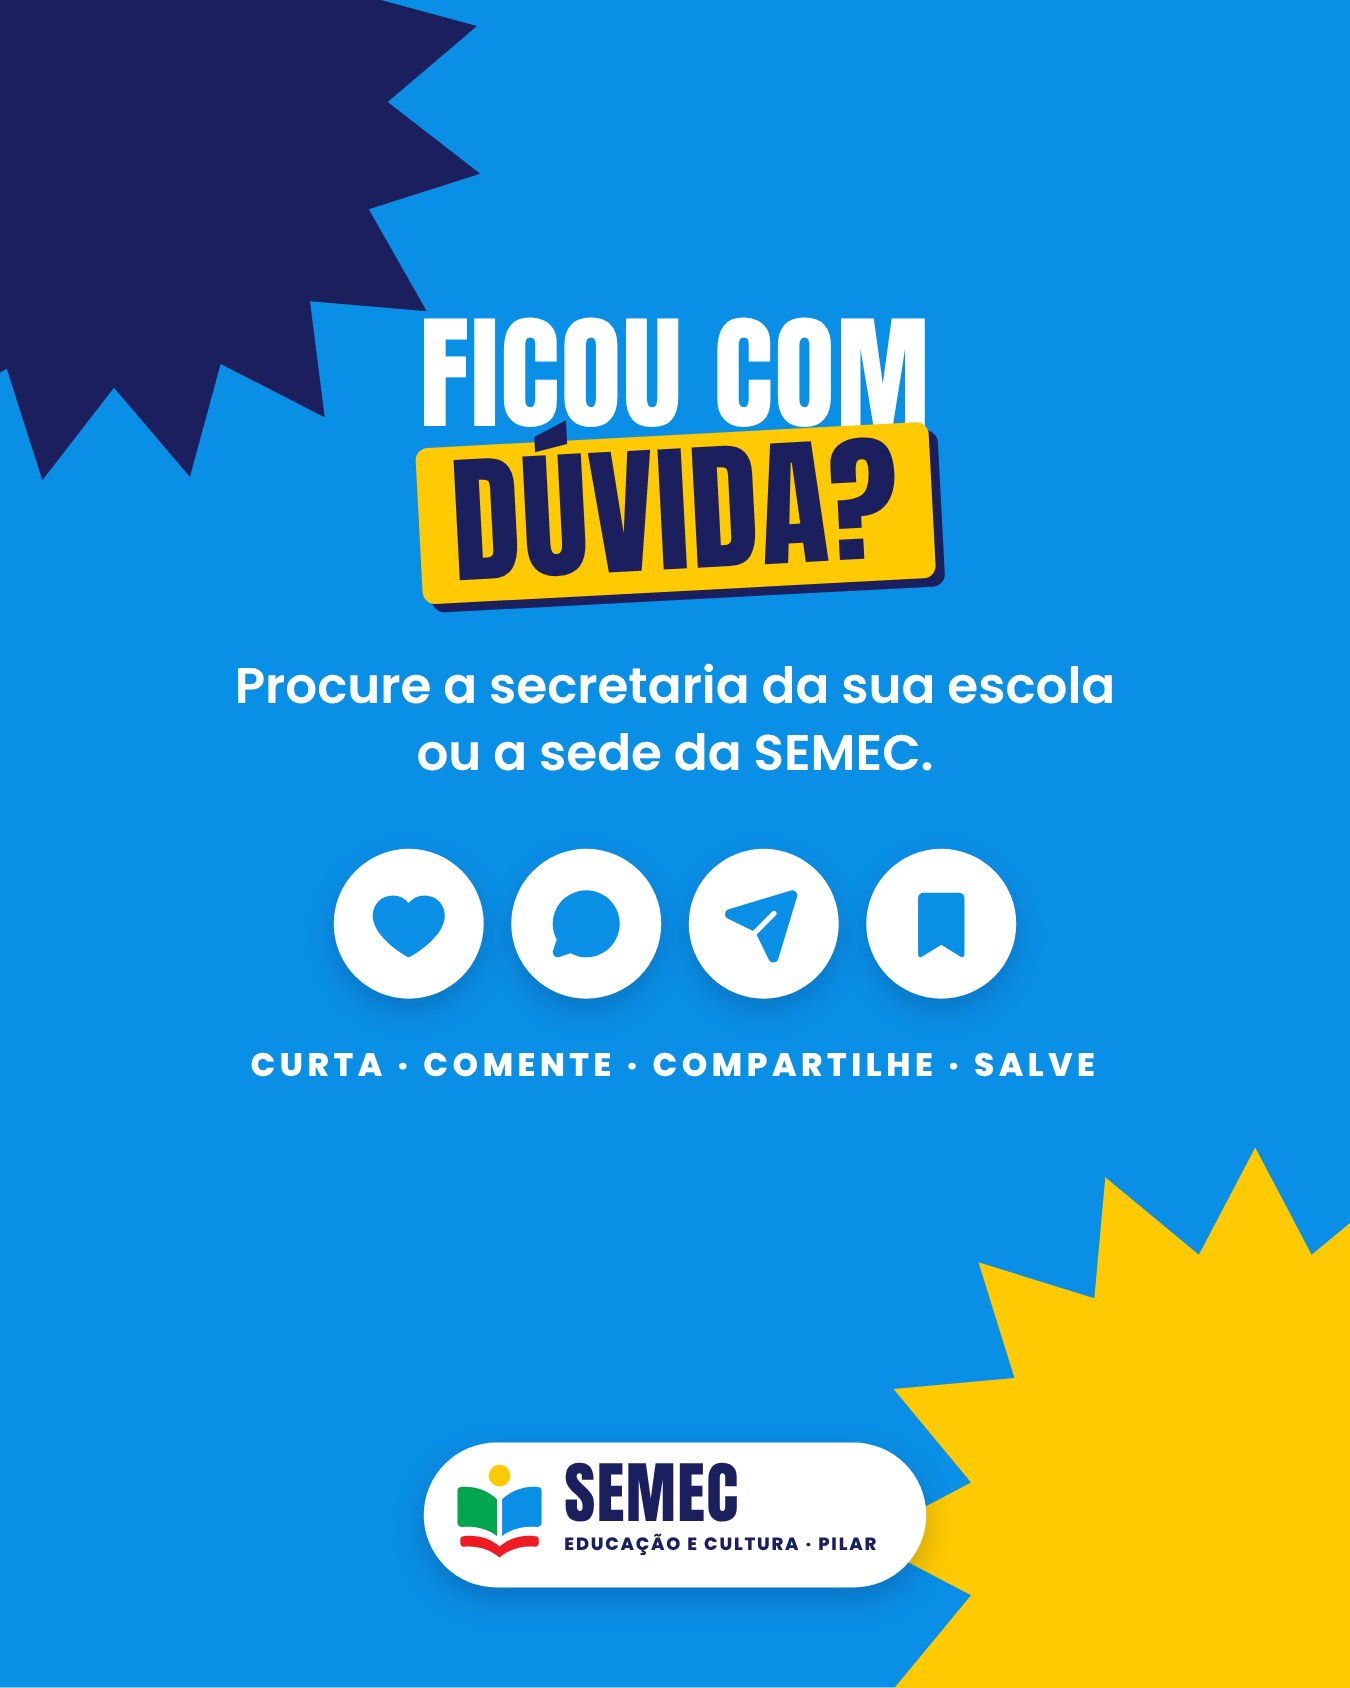 FICOU COM
DÚVIDA?
Procure a secretaria da sua escola
ou a sede da SEMEC.
CURTA · COMENTE · COMPARTILHE · SALVE
SEMEC
EDUCAÇÃO E CULTURA · PILAR